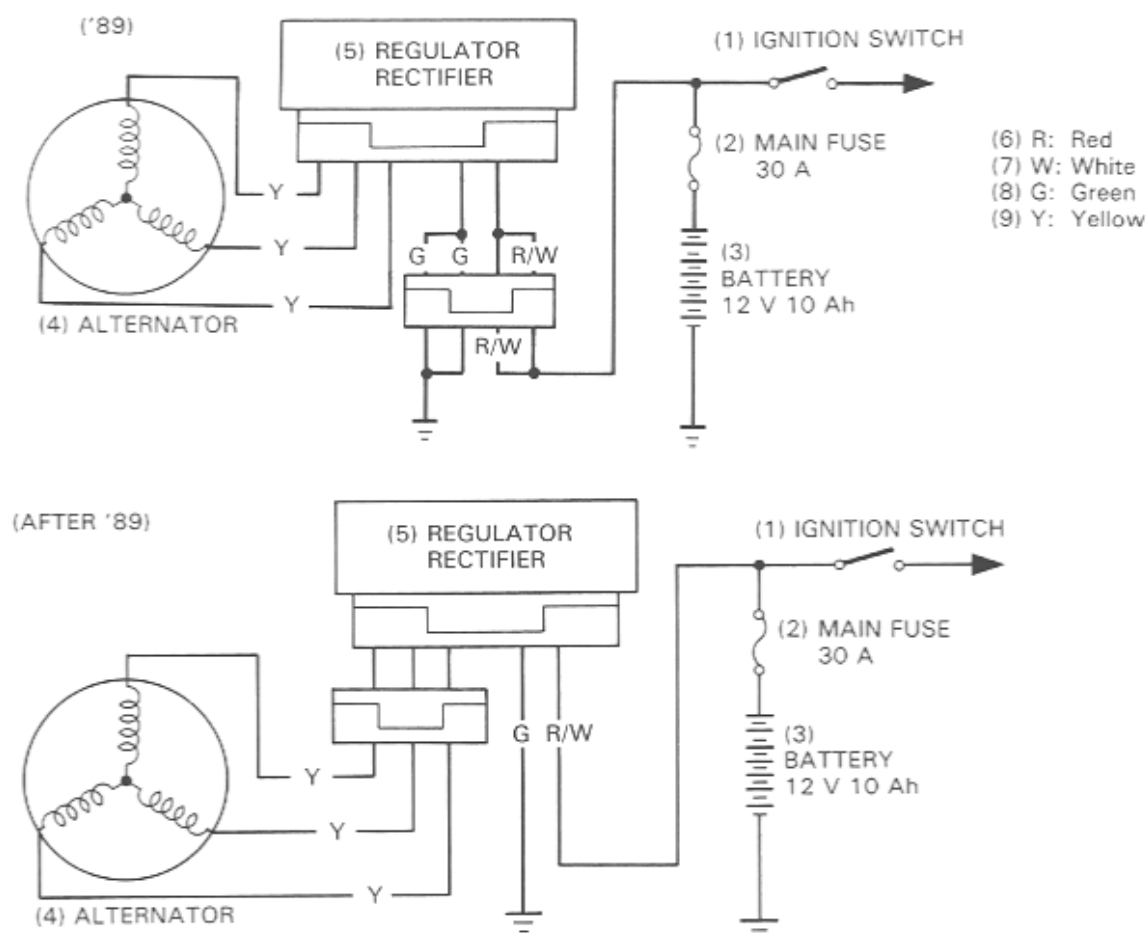 ('89)
(5) REGULATOR
RECTIFIER
(1) IGNITION SWITCH
(2) MAIN FUSE
30 A
(6) R: Red
(7) W: White
(8) G: Green
(9) Y: Yellow
Y
Y
Y
G G R/W
R/W
(3)
BATTERY
12 V 10 Ah
(4) ALTERNATOR
(AFTER '89)
(5) REGULATOR
RECTIFIER
(1) IGNITION SWITCH
(2) MAIN FUSE
30 A
G R/W
(3)
BATTERY
12 V 10 Ah
Y
Y
Y
(4) ALTERNATOR